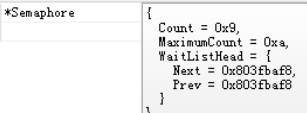 *Semaphore
{
Count = 0x9,
MaximumCount = 0xa,
WaitListHead = {
Next = 0x803fbaf8,
Prev = 0x803fbaf8
}
}